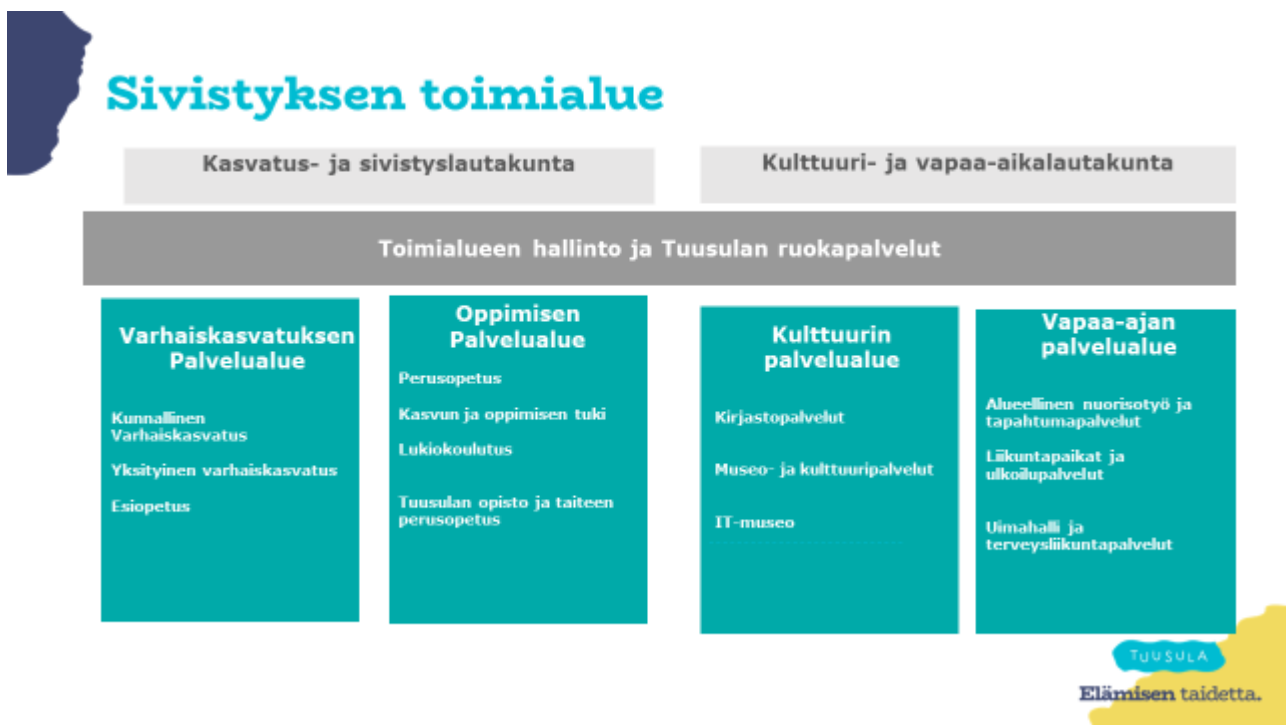 Sivistyksen toimialue
Kasvatus- ja sivistyslautakunta
Kulttuuri- ja vapaa-aikalautakunta
Toimialueen hallinto ja Tuusulan ruokapalvelut
Varhaiskasvatuksen
Palvelualue
Kunnallinen
Varhaiskasvatus
Yksityinen varhaiskasvatus
Esiopetus
Oppimisen
Palvelualue
Perusopetus
Kasvun ja oppimisen tuki
Lukiokoulutus
Tuusulan opisto ja taiteen
perusopetus
Kulttuurin
palvelualue
Kirjastopalvelut
Museo- ja kulttuuripalvelut
IT-museo
Vapaa-ajan
palvelualue
Alueellinen nuorisotyö ja
tapahtumapalvelut
Liikuntapaikat ja
ulkoilupalvelut
Uimahalli ja
terveysliikuntapalvelut
TUUSULA
Elämisen taidetta.